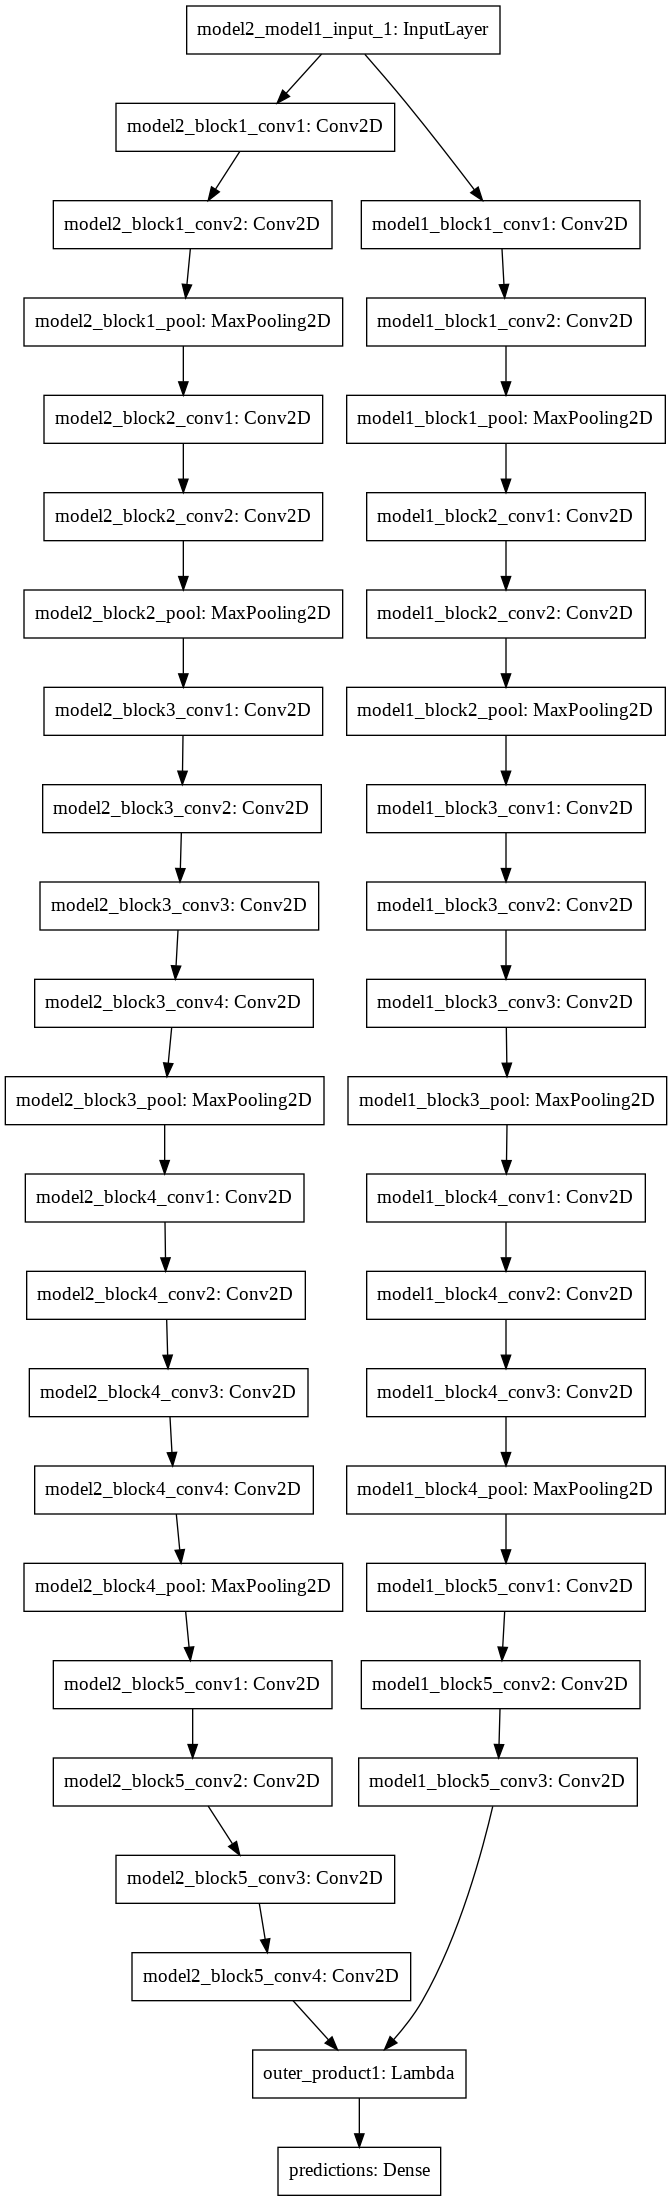 model2_model1_input_1: InputLayer
model2_block1_conv1: Conv2D
model2_block1_conv2: Conv2D
model1_block1_conv1: Conv2D
model2_block1_pool: MaxPooling2D
model1_block1_conv2: Conv2D
model2_block2_conv1: Conv2D
model1_block1_pool: MaxPooling2D
model2_block2_conv2: Conv2D
model1_block2_conv1: Conv2D
model2_block2_pool: MaxPooling2D
model1_block2_conv2: Conv2D
model2_block3_conv1: Conv2D
model1_block2_pool: MaxPooling2D
model2_block3_conv2: Conv2D
model1_block3_conv1: Conv2D
model2_block3_conv3: Conv2D
model1_block3_conv2: Conv2D
model2_block3_conv4: Conv2D
model1_block3_conv3: Conv2D
model2_block3_pool: MaxPooling2D
model1_block3_pool: MaxPooling2D
model2_block4_conv1: Conv2D
model1_block4_conv1: Conv2D
model2_block4_conv2: Conv2D
model1_block4_conv2: Conv2D
model2_block4_conv3: Conv2D
model1_block4_conv3: Conv2D
model2_block4_conv4: Conv2D
model1_block4_pool: MaxPooling2D
model2_block4_pool: MaxPooling2D
model1_block5_conv1: Conv2D
model2_block5_conv1: Conv2D
model1_block5_conv2: Conv2D
model2_block5_conv2: Conv2D
model1_block5_conv3: Conv2D
model2_block5_conv3: Conv2D
model2_block5_conv4: Conv2D
outer_product1: Lambda
predictions: Dense